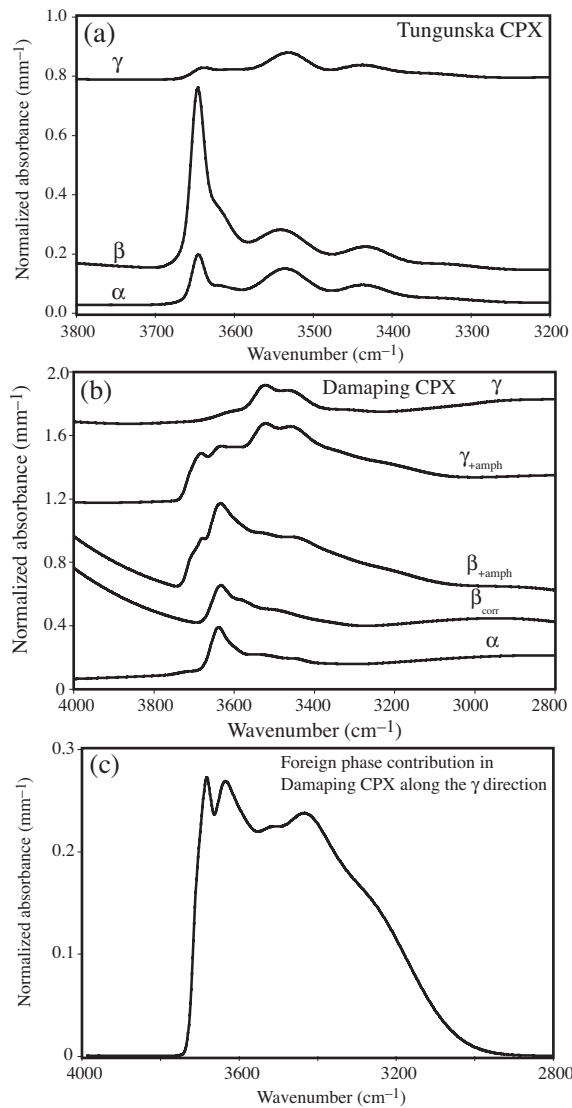 (a) Tungunska CPX
1.0
γ
0.8
0.6
0.4
β
0.2
α
0.0
3800 3700 3600 3500 3400 3300 3200
Wavenumber (cm⁻¹)
Normalized absorbance (mm⁻¹)
(b) Damaping CPX γ
2.0
1.6
γ+amph
1.2
0.8
β+amph
βcorr
0.4
α
0
4000 3600 3400 3200 3000 2800
Wavenumber (cm⁻¹)
Normalized absorbance (mm⁻¹)
(c) Foreign phase contribution in
Damaping CPX along the γ direction
0.3
0.2
0.1
0
4000 3600 3200 2800
Wavenumber (cm⁻¹)
Normalized absorbance (mm⁻¹)